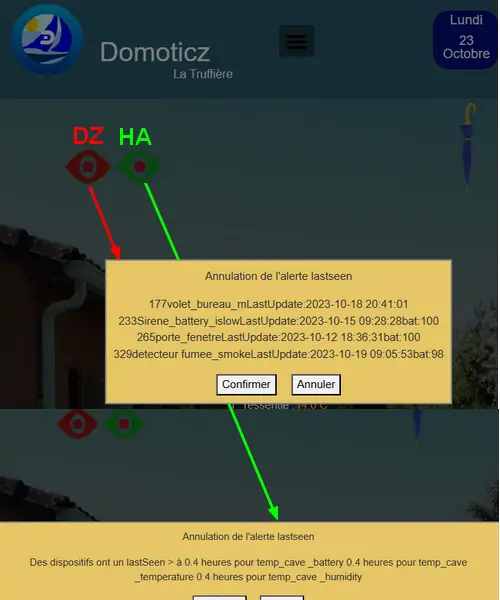 Lundi
23
Octobre
Domoticz
La Truffière
DZ HA
Annulation de l'alerte lastseen
177volet_bureau_mLastUpdate:2023-10-18 20:41:01
233Sirene_battery_islowLastUpdate:2023-10-15 09:28:28bat:100
265porte_fenetreLastUpdate:2023-10-12 18:36:31bat:100
329detecteur fumee_smokeLastUpdate:2023-10-19 09:05:53bat:98
Confirmer Annuler
ressentie : 14.0°C
Annulation de l'alerte lastseen
Des dispositifs ont un lastSeen > à 0.4 heures pour temp_cave _battery 0.4 heures pour temp_cave
_temperature 0.4 heures pour temp_cave _humidity